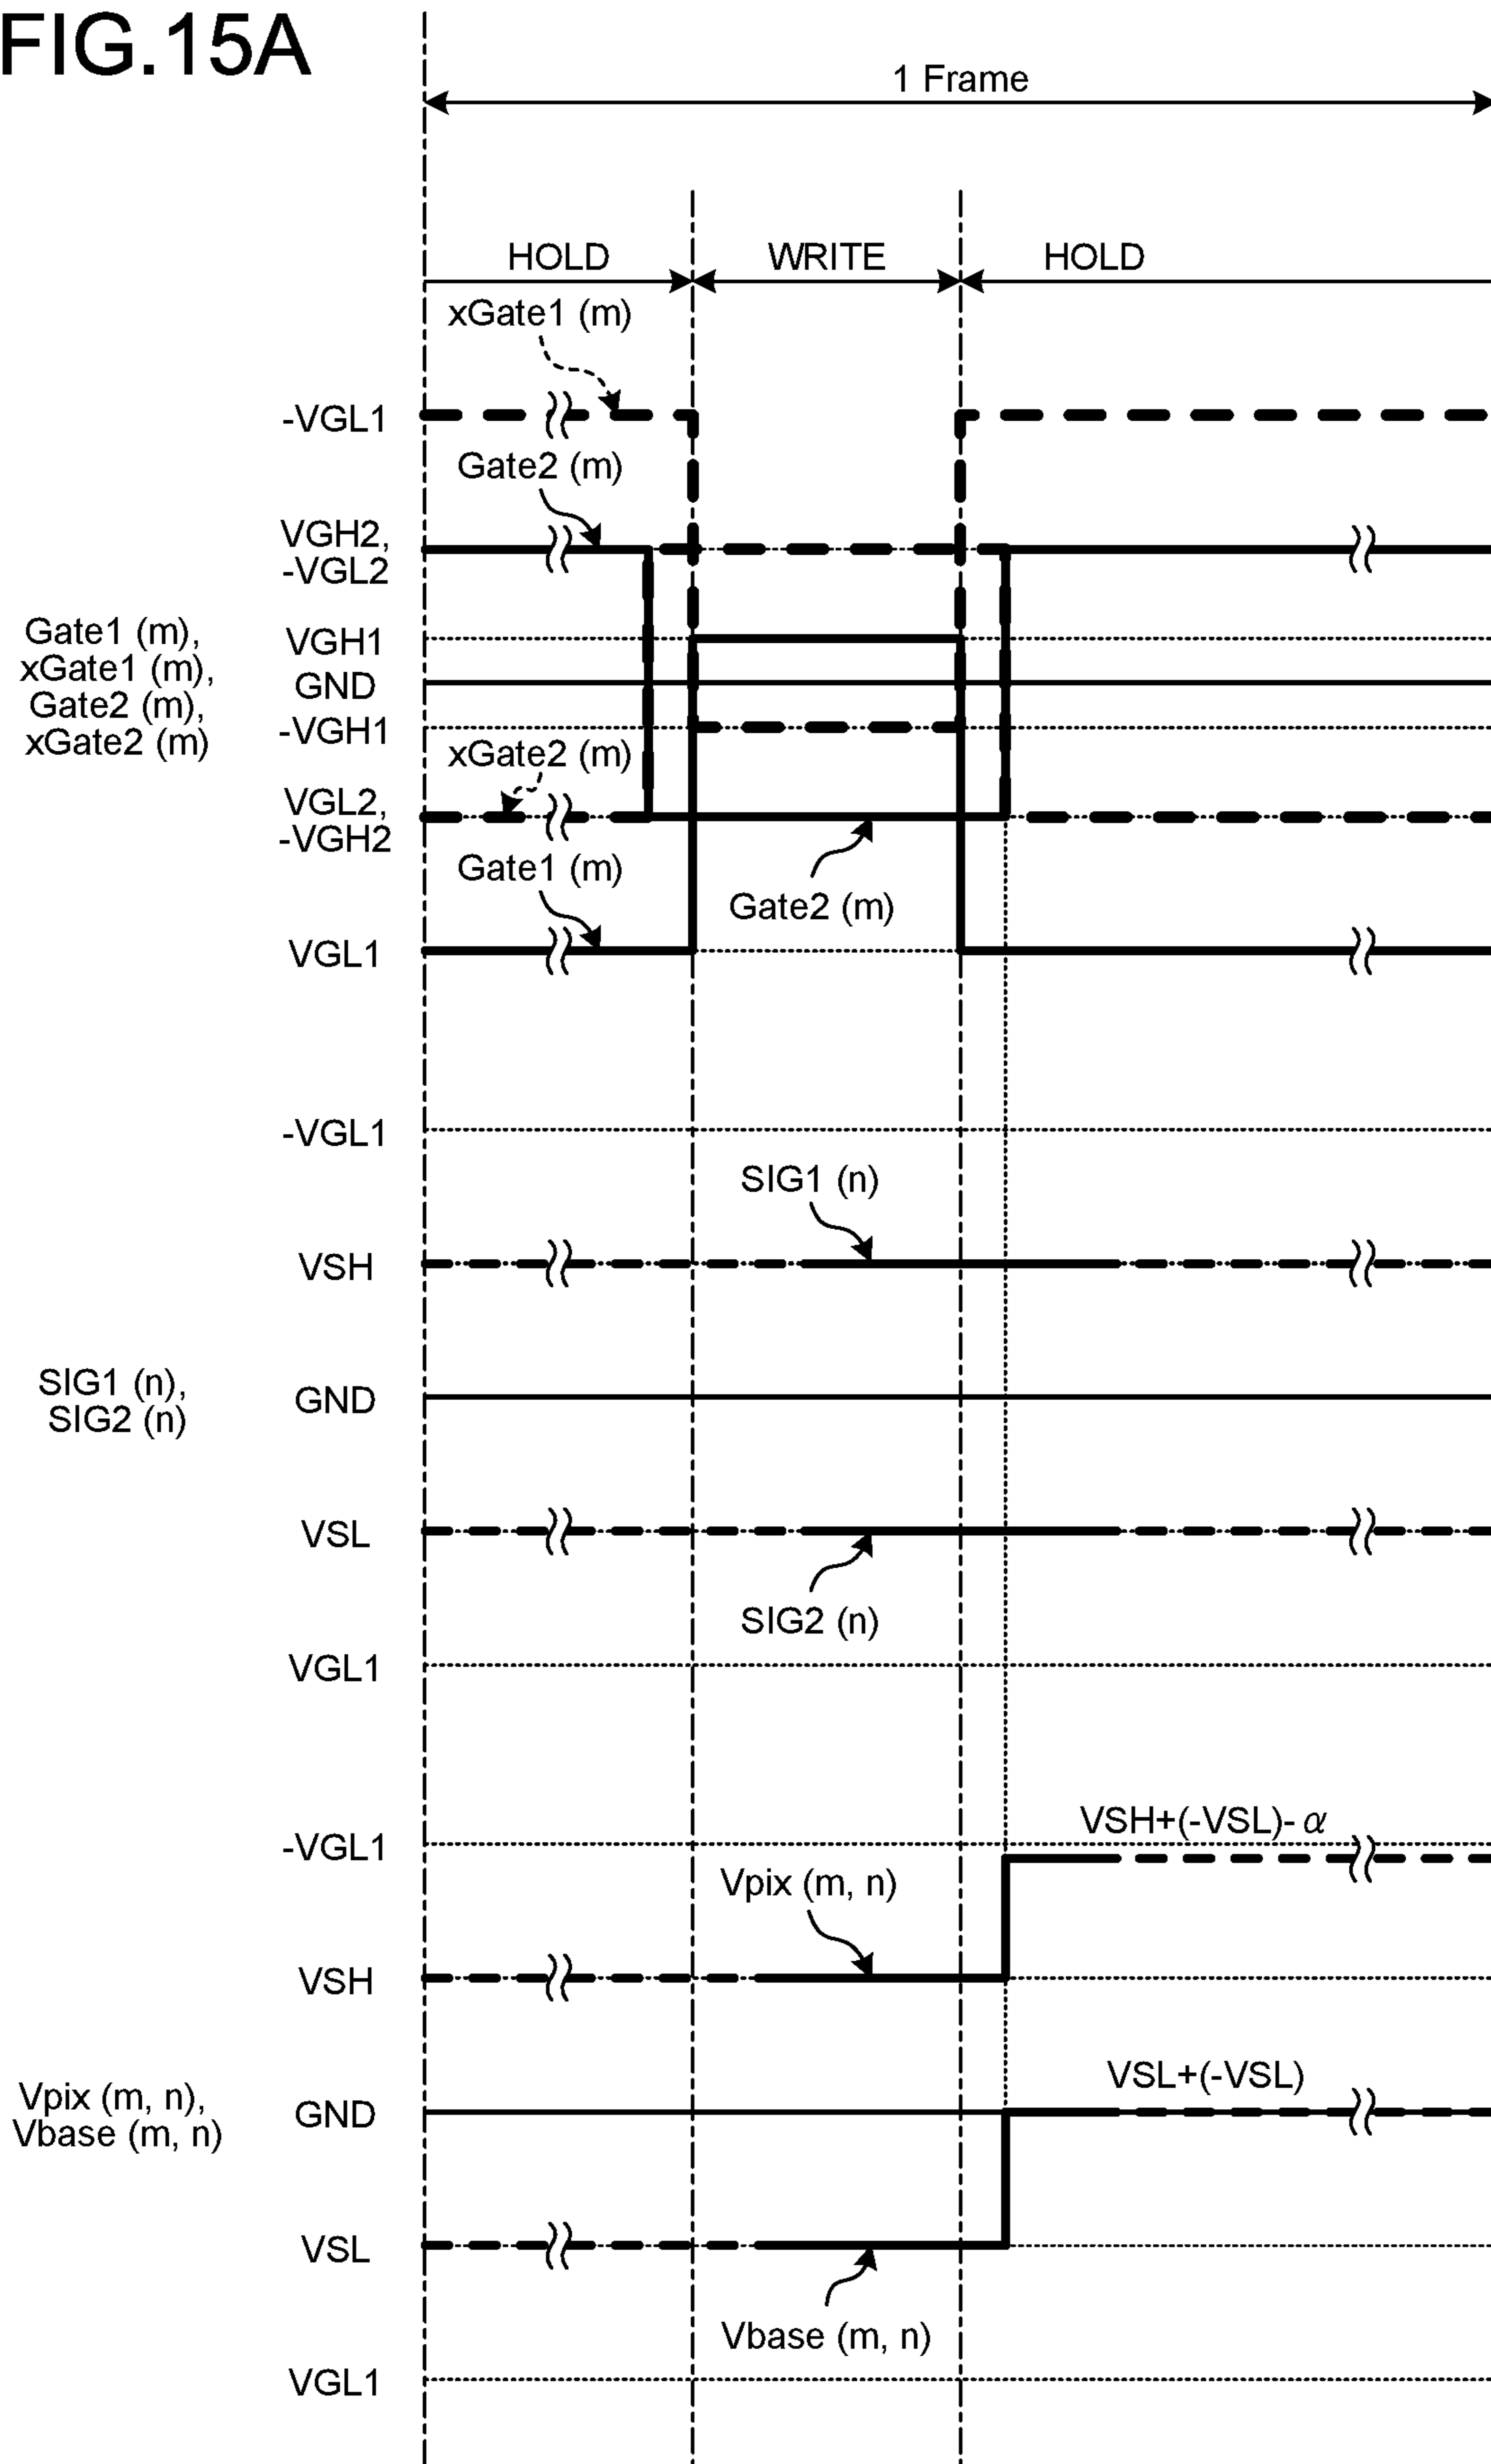 FIG.15A
1 Frame
HOLD
WRITE
HOLD
xGate1 (m)
-VGL1
Gate2 (m)
VGH2,
-VGL2
Gate1 (m),
xGate1 (m),
Gate2 (m),
xGate2 (m)
VGH1
GND
-VGH1
xGate2 (m)
VGL2,
-VGH2
Gate1 (m)
Gate2 (m)
VGL1
-VGL1
SIG1 (n)
VSH
SIG1 (n),
SIG2 (n)
GND
VSL
SIG2 (n)
VGL1
VSH+(-VSL)-α
-VGL1
Vpix (m, n)
VSH
VSL+(-VSL)
Vpix (m, n),
Vbase (m, n)
GND
VSL
Vbase (m, n)
VGL1